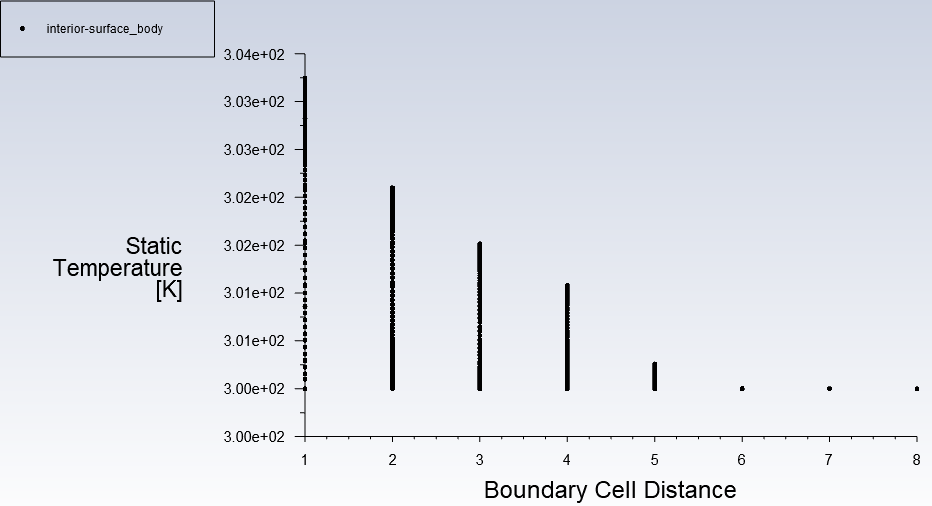 interior-surface_body
3.04e+02
3.03e+02
3.03e+02
3.02e+02
3.02e+02
3.01e+02
3.01e+02
3.00e+02
3.00e+02
Static
Temperature
[K]
1 2 3 4 5 6 7 8
Boundary Cell Distance